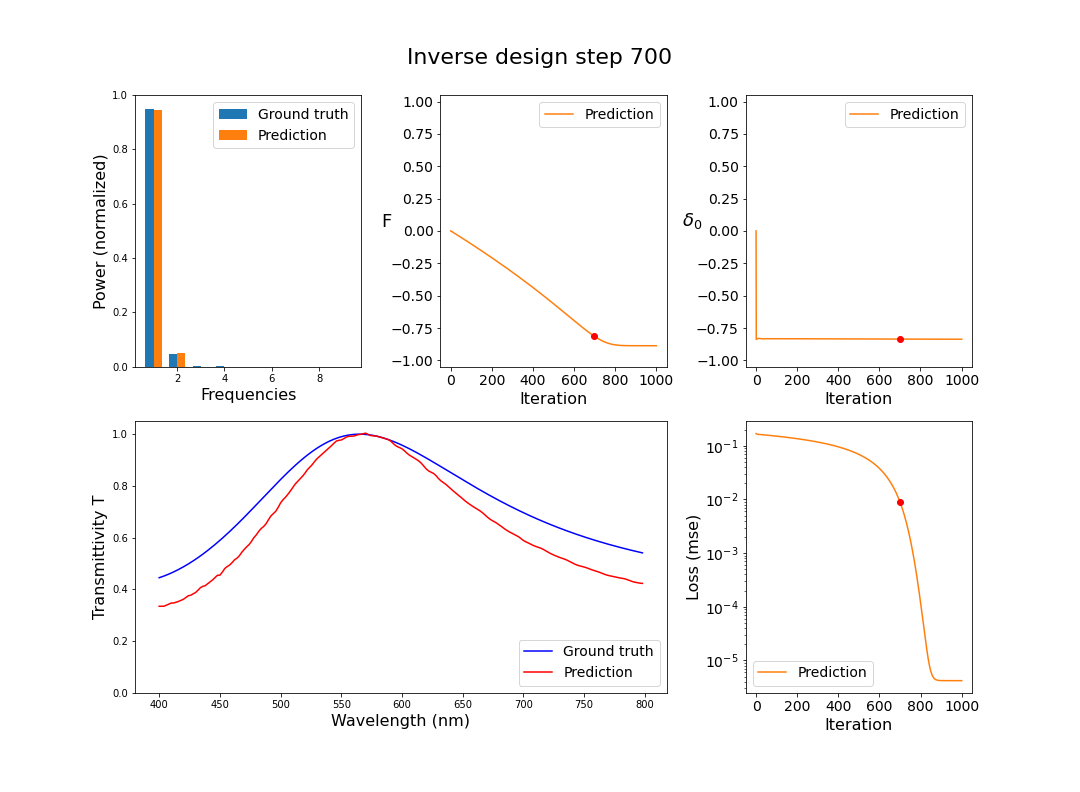 Inverse design step 700
Power (normalized)
1.0
0.8
0.6
0.4
0.2
0.0
2 4 6 8
Frequencies
Ground truth
Prediction
F
1.00
0.75
0.50
0.25
0.00
−0.25
−0.50
−0.75
−1.00
0 200 400 600 800 1000
Iteration
Prediction
δ0
1.00
0.75
0.50
0.25
0.00
−0.25
−0.50
−0.75
−1.00
0 200 400 600 800 1000
Iteration
Prediction
Transmittivity T
1.0
0.8
0.6
0.4
0.2
0.0
400 450 500 550 600 650 700 750 800
Wavelength (nm)
Ground truth
Prediction
Loss (mse)
10−1
10−2
10−3
10−4
10−5
0 200 400 600 800 1000
Iteration
Prediction